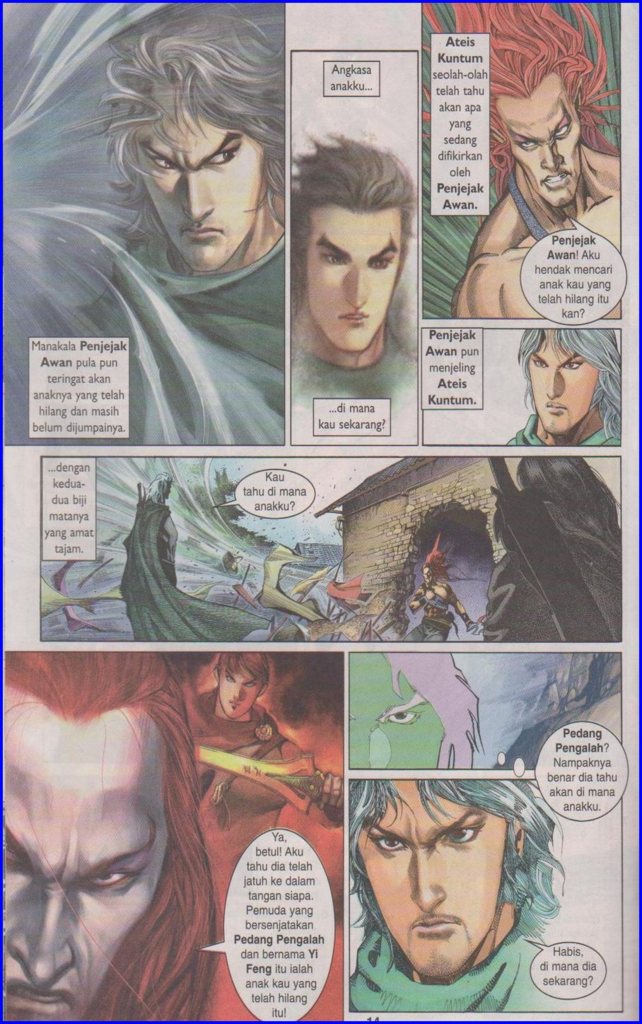 Manakala Penjejak
Awan pula pun
teringat akan
anaknya yang telah
hilang dan masih
belum dijumpainya.
Angkasa
anakku...
...di mana
kau sekarang?
Ateis
Kuntum
seolah-olah
telah tahu
akan apa
yang
sedang
difikirkan
oleh
Penjejak
Awan.
Penjejak
Awan! Aku
hendak mencari
anak kau yang
telah hilang itu
kan?
Penjejak
Awan pun
menjeling
Ateis
Kuntum.
...dengan
kedua-
dua biji
matanya
yang amat
tajam.
Kau
tahu di mana
anakku?
Ya,
betul! Aku
tahu dia telah
jatuh ke dalam
tangan siapa.
Pemuda yang
bersenjatakan
Pedang Pengalah
dan bernama Yi
Feng itu ialah
anak kau yang
telah hilang
itu!
Pedang
Pengalah?
Nampaknya
benar dia tahu
akan di mana
anakku.
Habis,
di mana dia
sekarang?
14